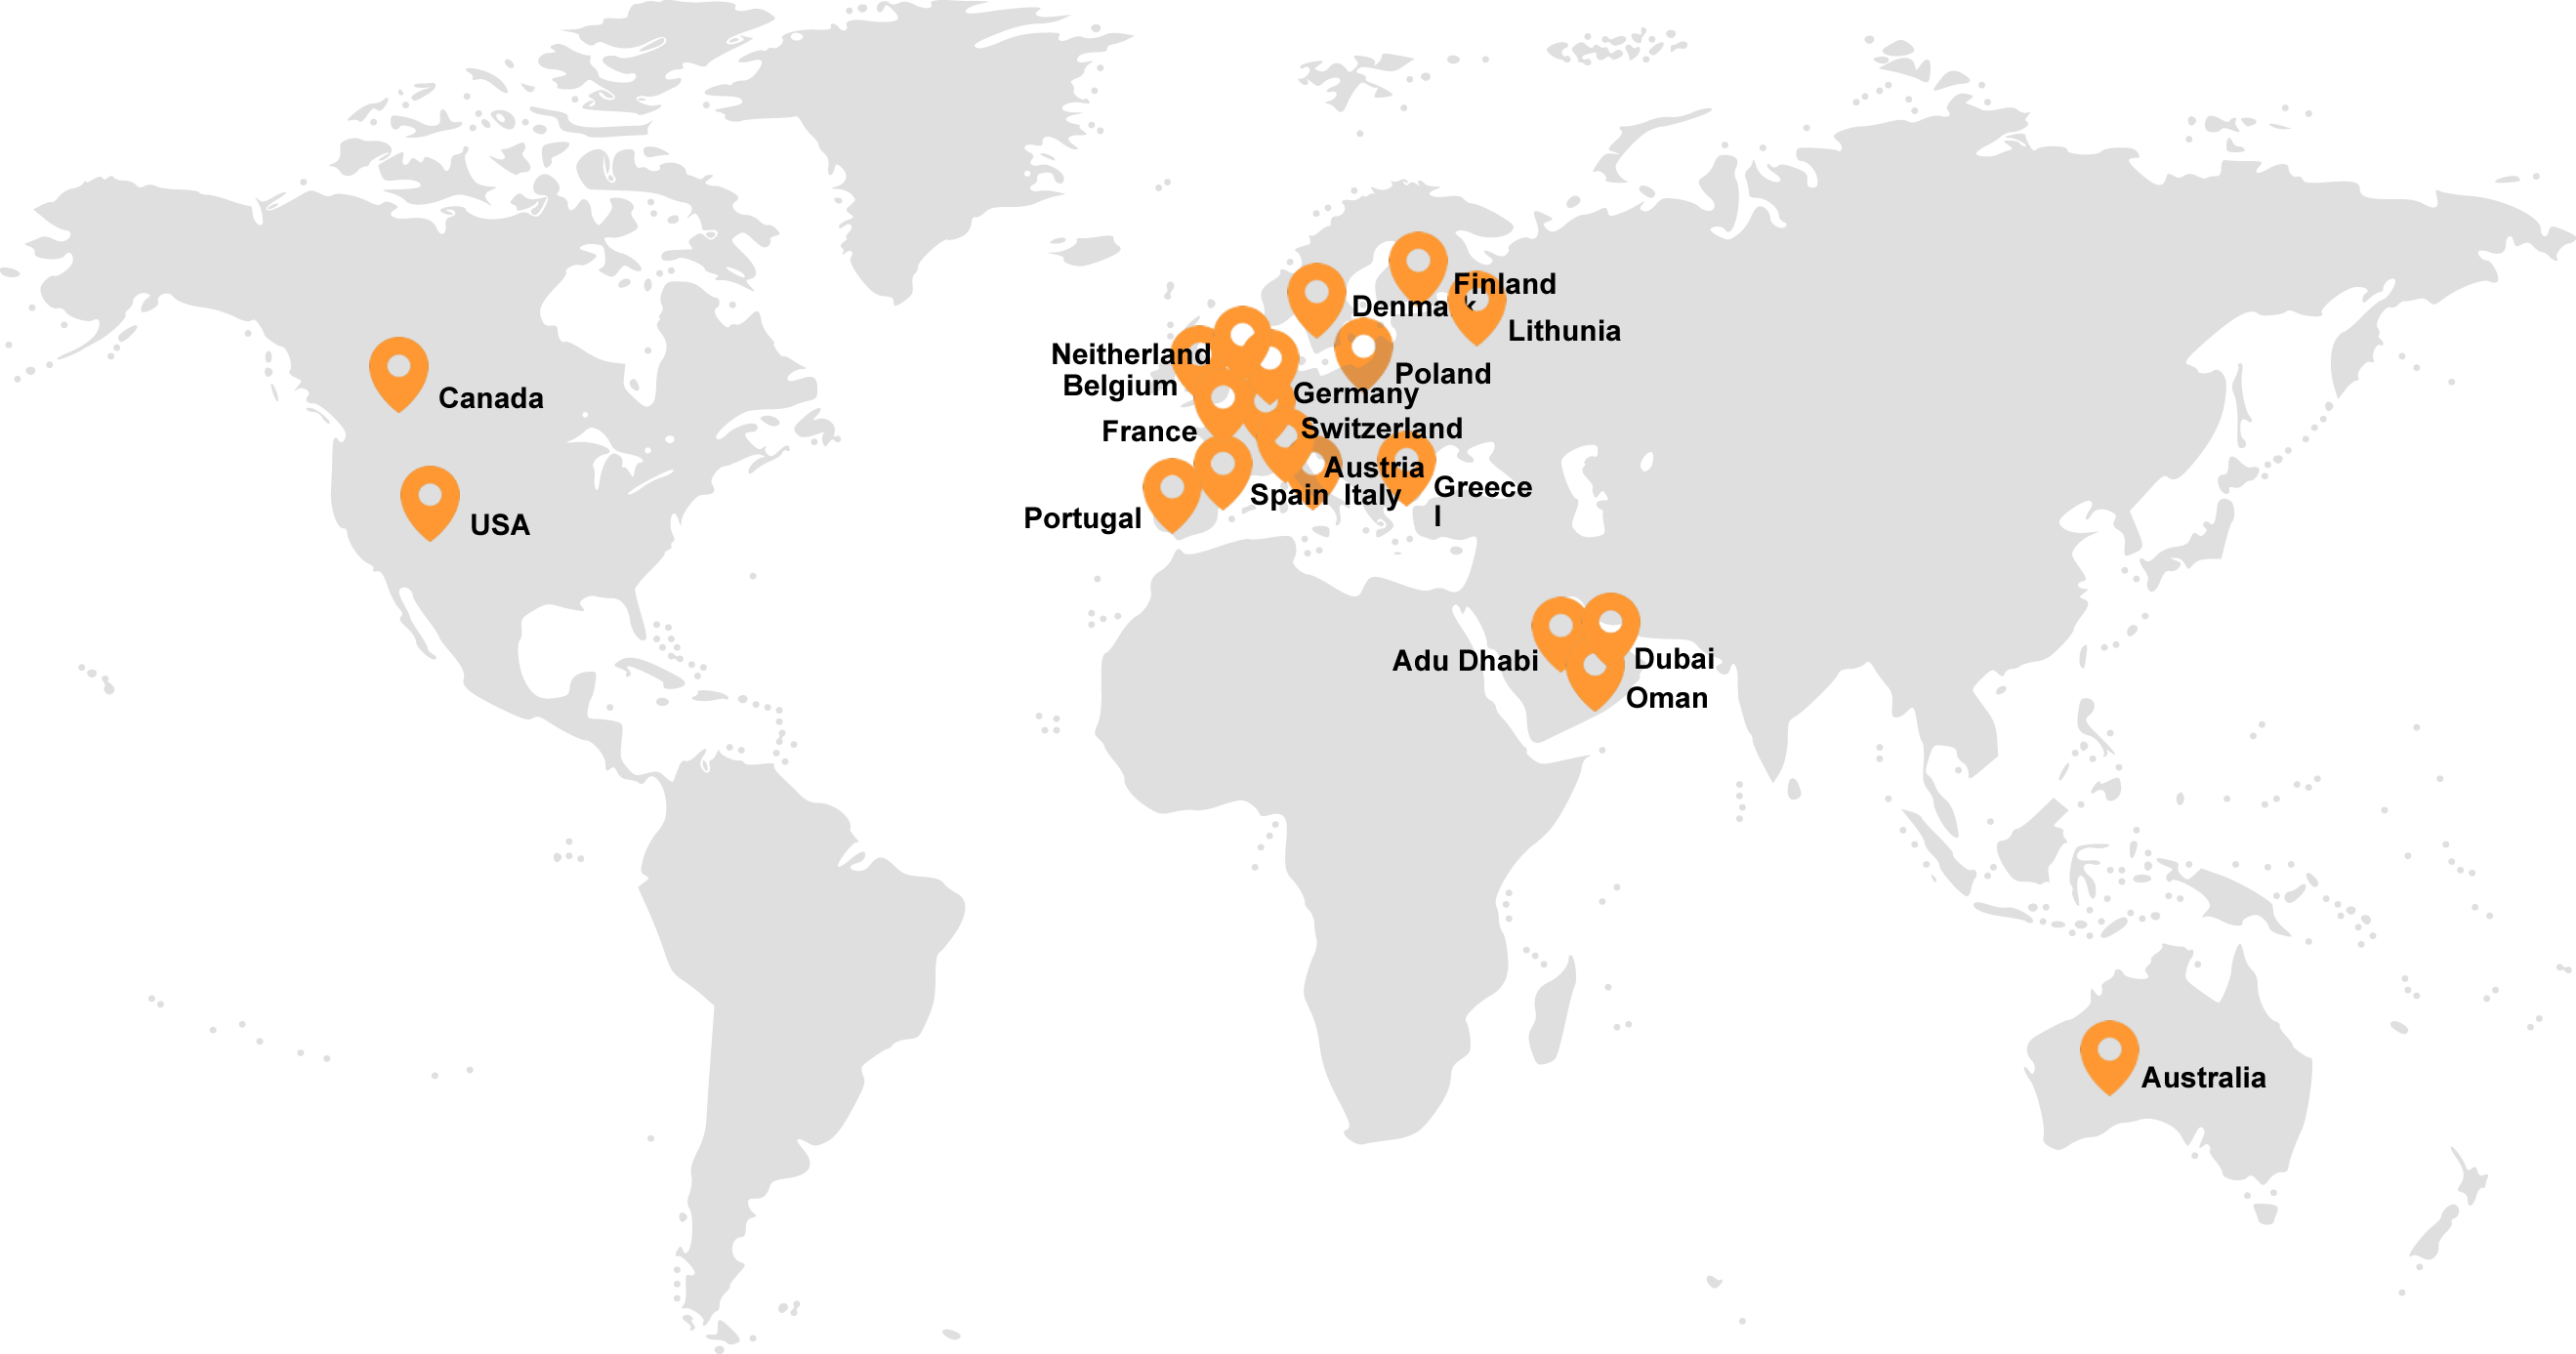 Finland
Denmark
Lithunia
Neitherland
Poland
Belgium
Germany
Canada
France
Switzerland
Austria
Greece
Spain
Italy
I
Portugal
USA
Adu Dhabi
Dubai
Oman
Australia